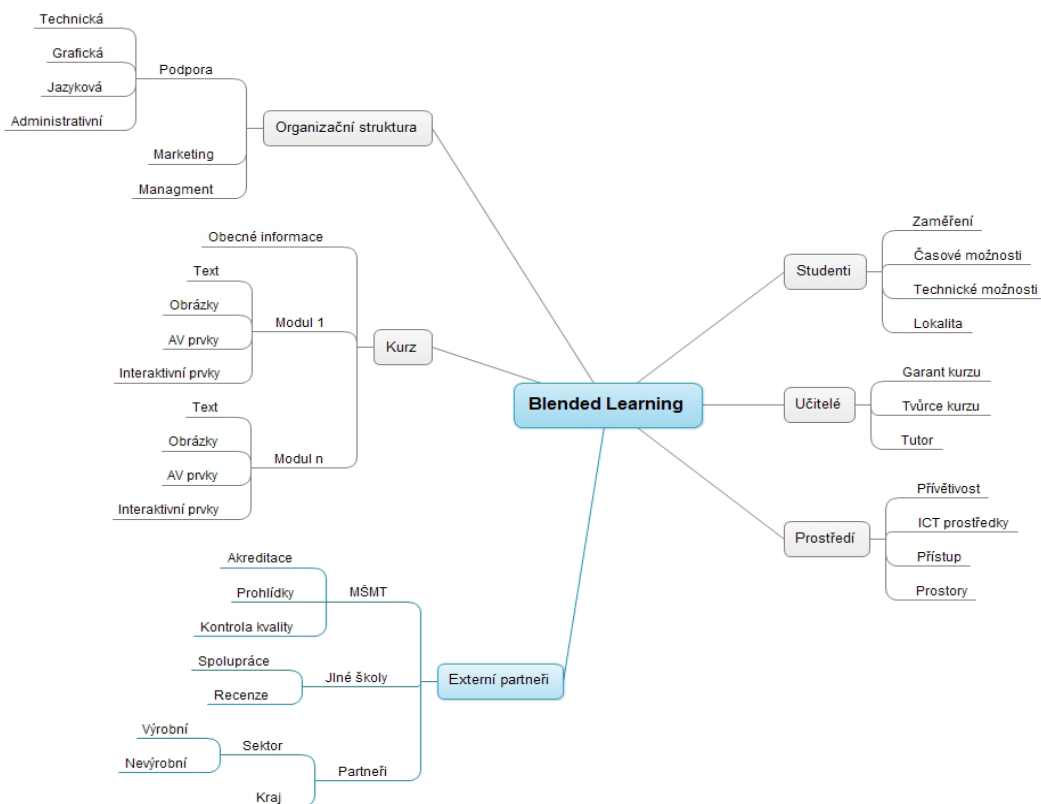 Technická
Grafická
Jazyková
Administrativní
Podpora
Marketing
Managment
Organizační struktura
Obecné informace
Text
Obrázky
AV prvky
Interaktivní prvky
Modul 1
Text
Obrázky
AV prvky
Interaktivní prvky
Modul n
Kurz
Blended Learning
Studenti
Zaměření
Časové možnosti
Technické možnosti
Lokalita
Učitelé
Garant kurzu
Tvůrce kurzu
Tutor
Prostředí
Přívětivost
ICT prostředky
Přístup
Prostory
Akreditace
Prohlídky
Kontrola kvality
MŠMT
Spolupráce
Recenze
JIné školy
Výrobní
Nevýrobní
Sektor
Kraj
Partneři
Externí partneři